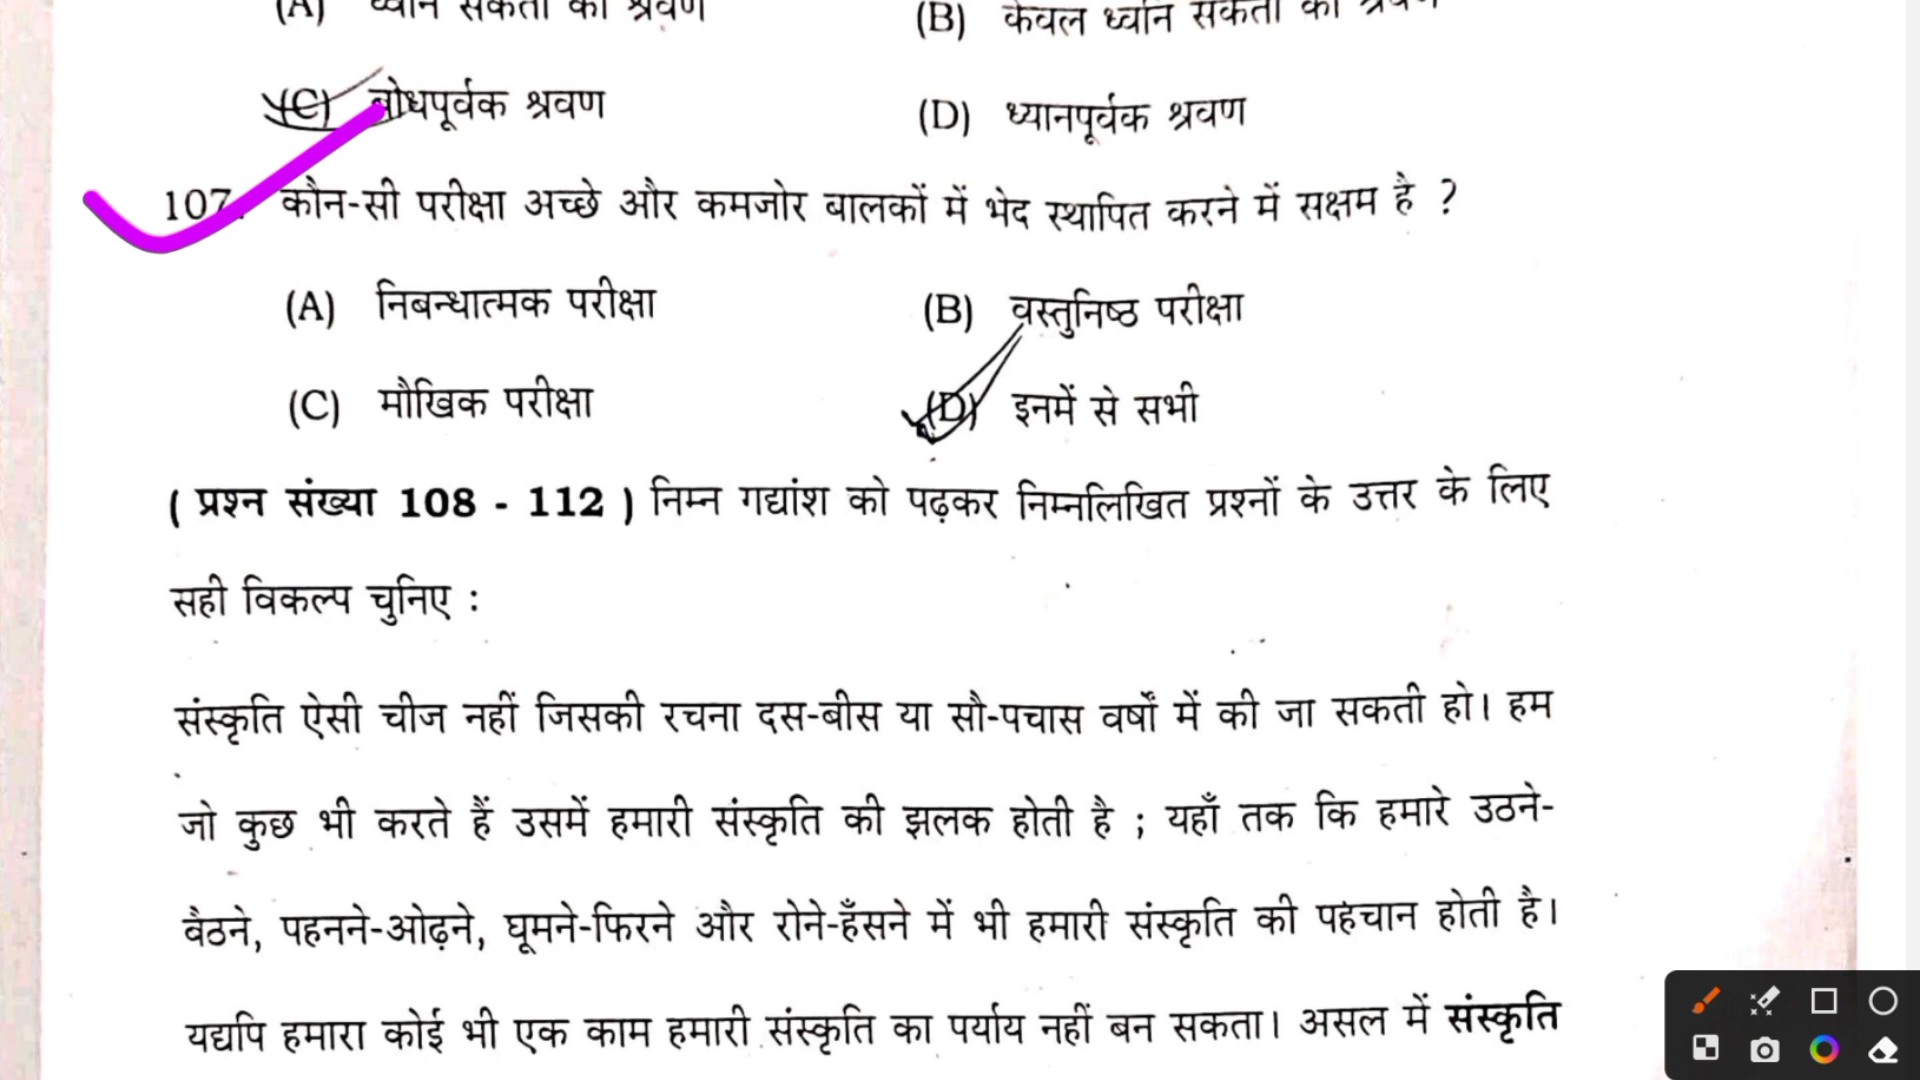 (A) ध्वनि संकेतों का श्रवण
(B) केवल ध्वनि संकेतों का श्रवण
(C) बोधपूर्वक श्रवण
(D) ध्यानपूर्वक श्रवण
107. कौन-सी परीक्षा अच्छे और कमजोर बालकों में भेद स्थापित करने में सक्षम है ?
(A) निबन्धात्मक परीक्षा
(B) वस्तुनिष्ठ परीक्षा
(C) मौखिक परीक्षा
(D) इनमें से सभी
( प्रश्न संख्या 108 - 112 ) निम्न गद्यांश को पढ़कर निम्नलिखित प्रश्नों के उत्तर के लिए
सही विकल्प चुनिए :
संस्कृति ऐसी चीज नहीं जिसकी रचना दस-बीस या सौ-पचास वर्षों में की जा सकती हो। हम
जो कुछ भी करते हैं उसमें हमारी संस्कृति की झलक होती है ; यहाँ तक कि हमारे उठने-
बैठने, पहनने-ओढ़ने, घूमने-फिरने और रोने-हँसने में भी हमारी संस्कृति की पहचान होती है।
यद्यपि हमारा कोई भी एक काम हमारी संस्कृति का पर्याय नहीं बन सकता। असल में संस्कृति